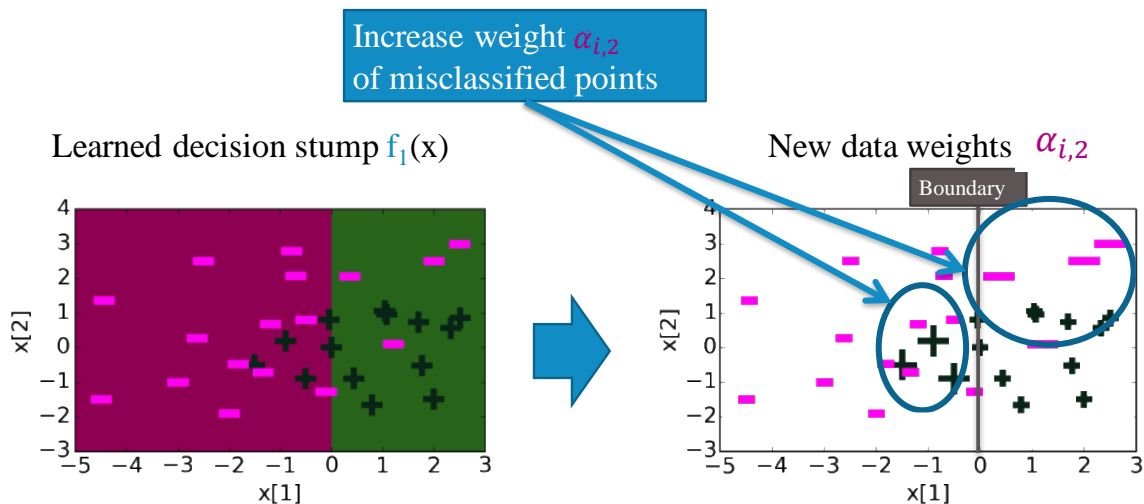 Increase weight α_{i,2}
of misclassified points
Learned decision stump f₁(x)
New data weights α_{i,2}
Boundary
4
3
2
1
0
−1
−2
−3
x[2]
−5 −4 −3 −2 −1 0 1 2 3
x[1]
4
3
2
1
0
−1
−2
−3
x[2]
−5 −4 −3 −2 −1 0 1 2 3
x[1]